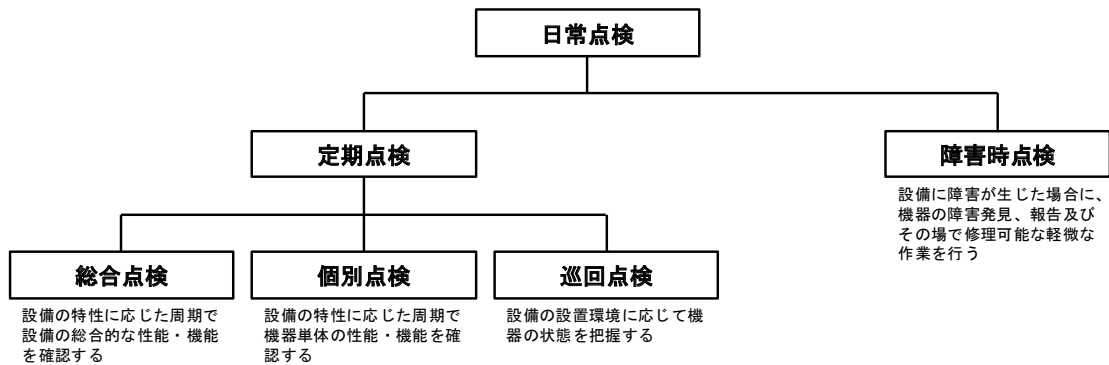 日常点検
定期点検
障害時点検
設備に障害が生じた場合に、
機器の障害発見、報告及び
その場で修理可能な軽微な
作業を行う
総合点検
個別点検
巡回点検
設備の特性に応じた周期で
設備の総合的な性能・機能
を確認する
設備の特性に応じた周期で
機器単体の性能・機能を確
認する
設備の設置環境に応じて機
器の状態を把握する